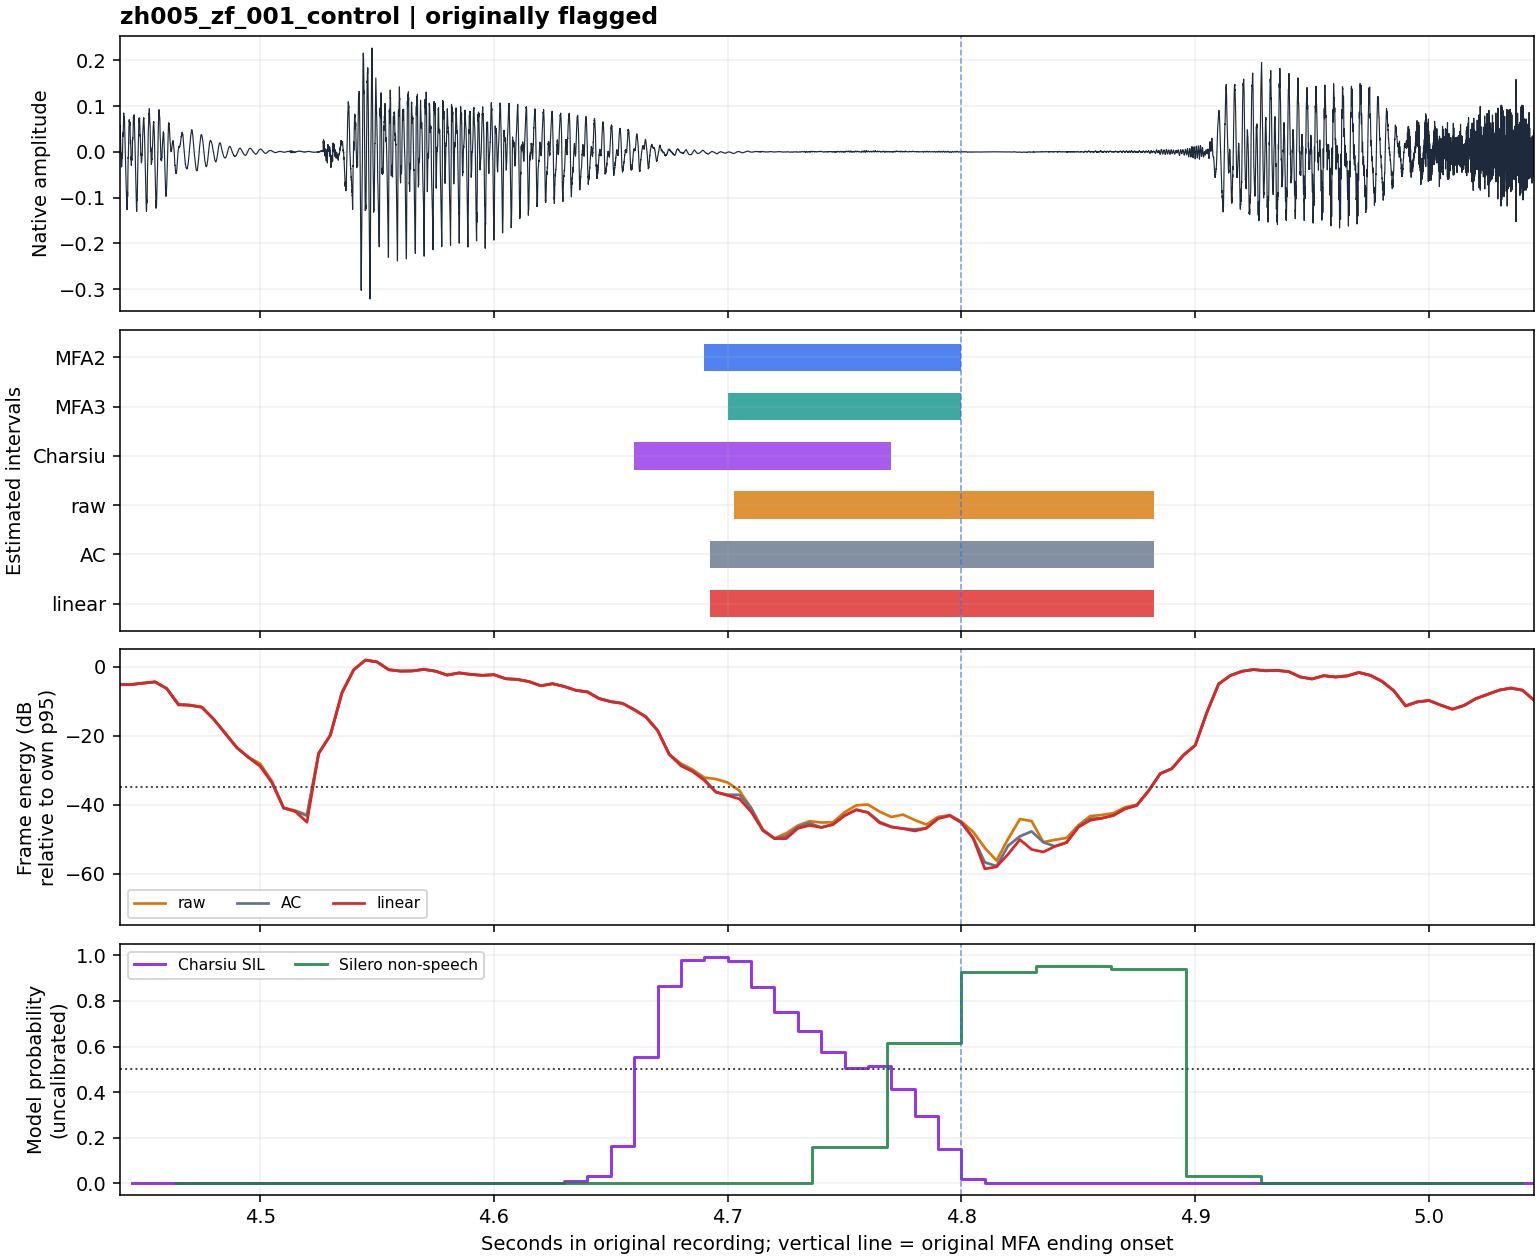 zh005_zf_001_control | originally flagged
Native amplitude
0.2
0.1
0.0
−0.1
−0.2
−0.3
Estimated intervals
MFA2
MFA3
Charsiu
raw
AC
linear
Frame energy (dB
relative to own p95)
0
−20
−40
−60
raw AC linear
Model probability
(uncalibrated)
1.0
0.8
0.6
0.4
0.2
0.0
Charsiu SIL Silero non-speech
4.5 4.6 4.7 4.8 4.9 5.0
Seconds in original recording; vertical line = original MFA ending onset